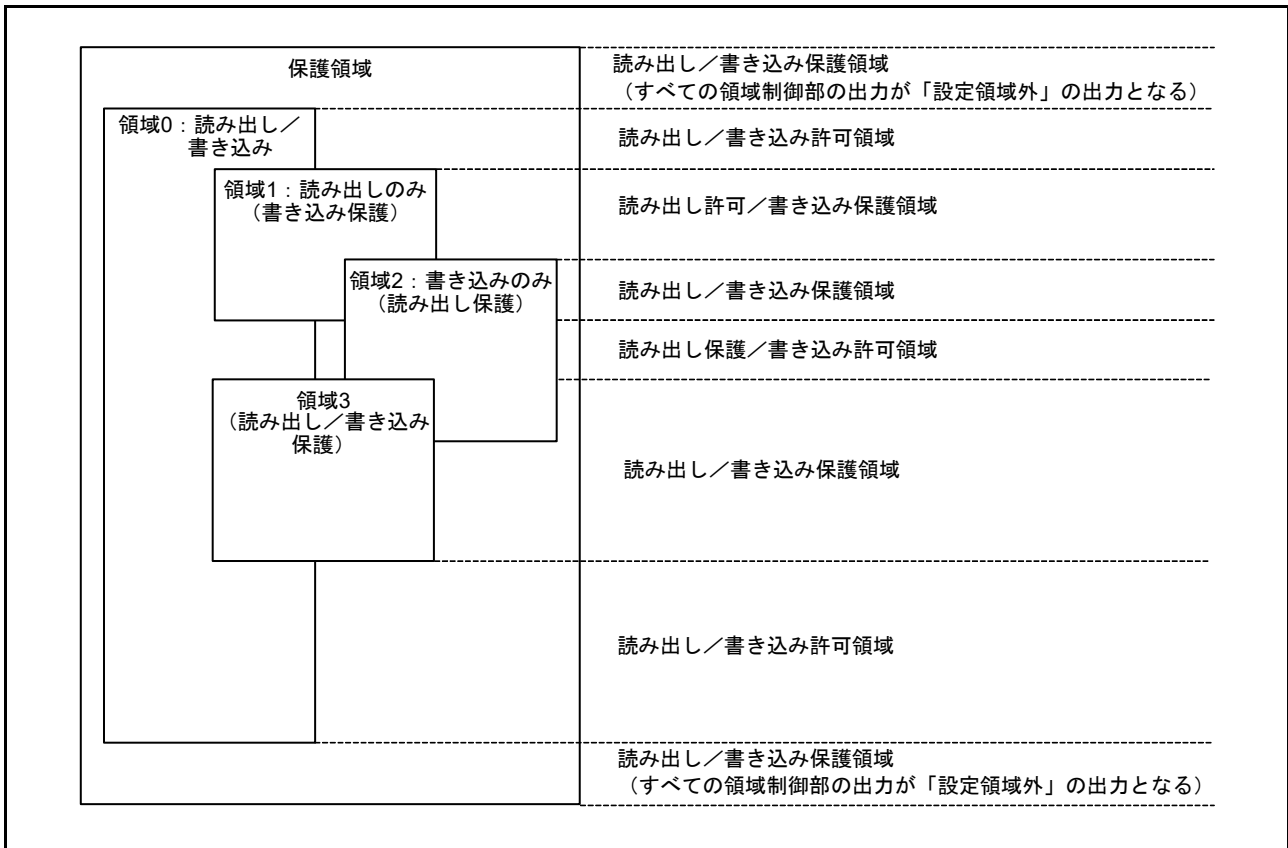 保護領域
読み出し／書き込み保護領域
（すべての領域制御部の出力が「設定領域外」の出力となる）
領域0：読み出し／
書き込み
読み出し／書き込み許可領域
領域1：読み出しのみ
（書き込み保護）
読み出し許可／書き込み保護領域
領域2：書き込みのみ
（読み出し保護）
読み出し／書き込み保護領域
読み出し保護／書き込み許可領域
領域3
（読み出し／書き込み
保護）
読み出し／書き込み保護領域
読み出し／書き込み許可領域
読み出し／書き込み保護領域
（すべての領域制御部の出力が「設定領域外」の出力となる）